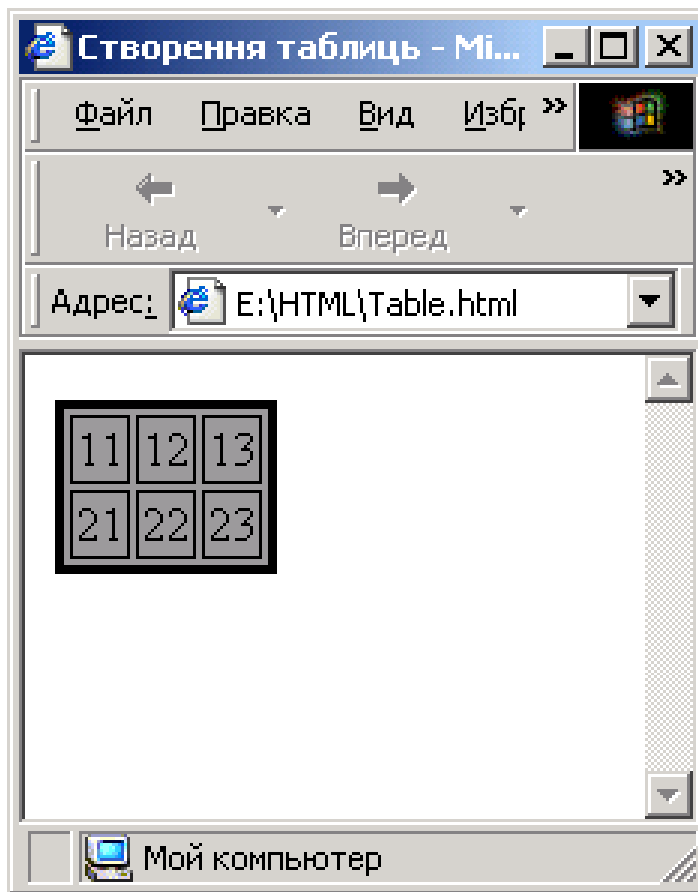 Створення таблиць - Mi...
Файл Правка Вид Избр »
»
Назад Вперед
Адрес: E:\HTML\Table.html
11 12 13
21 22 23
Мой компьютер